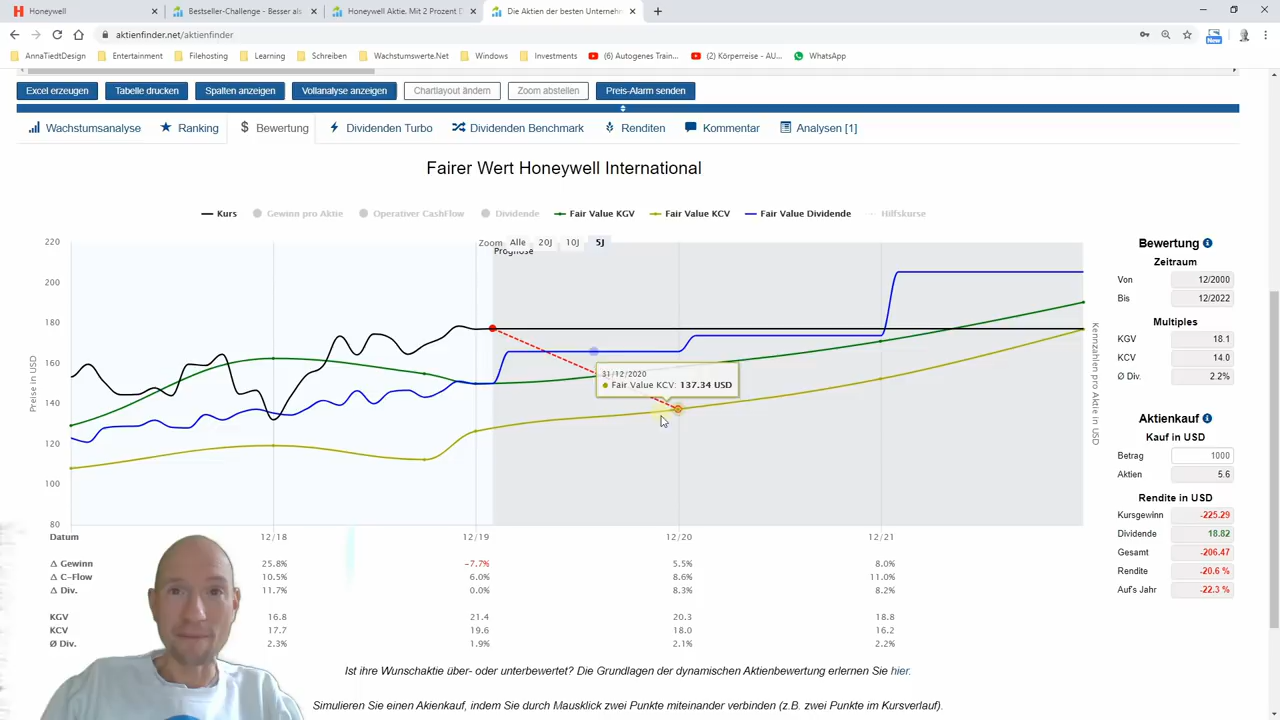 Honeywell
Bestseller-Challenge - Besser als
Honeywell Aktie. Mit 2 Prozent D
Die Aktien der besten Unternehm
aktienfinder.net/aktienfinder
New
AnnaTiedtDesign
Entertainment
Filehosting
Learning
Schreiben
Wachstumswerte.Net
Windows
Investments
(6) Autogenes Train...
(2) Körperreise - AU...
WhatsApp
Excel erzeugen
Tabelle drucken
Spalten anzeigen
Vollanalyse anzeigen
Chartlayout ändern
Zoom abstellen
Preis-Alarm senden
Wachstumsanalyse
Ranking
$ Bewertung
Dividenden Turbo
Dividenden Benchmark
Renditen
Kommentar
Analysen [1]
Fairer Wert Honeywell International
Kurs
Gewinn pro Aktie
Operativer CashFlow
Dividende
Fair Value KGV
Fair Value KCV
Fair Value Dividende
Hilfskurse
Zoom Alle 20J 10J 5J
Prognose
Preise in USD
220
200
180
160
140
120
100
80
Kennzahlen pro Aktie in USD
31/12/2020
Fair Value KCV: 137.34 USD
Datum 12/18 12/19 12/20 12/21
Δ Gewinn 25.8% -7.7% 5.5% 8.0%
Δ C-Flow 10.5% 6.0% 8.6% 11.0%
Δ Div. 11.7% 0.0% 8.3% 8.2%
KGV 16.8 21.4 20.3 18.8
KCV 17.7 19.6 18.0 16.2
Ø Div. 2.3% 1.9% 2.1% 2.2%
Ist ihre Wunschaktie über- oder unterbewertet? Die Grundlagen der dynamischen Aktienbewertung erlernen Sie hier.
Simulieren Sie einen Akienkauf, indem Sie durch Mausklick zwei Punkte miteinander verbinden (z.B. zwei Punkte im Kursverlauf).
Bewertung
Zeitraum
Von 12/2000
Bis 12/2022
Multiples
KGV 18.1
KCV 14.0
Ø Div. 2.2%
Aktienkauf
Kauf in USD
Betrag 1000
Aktien 5.6
Rendite in USD
Kursgewinn -225.29
Dividende 18.82
Gesamt -206.47
Rendite -20.6 %
Auf's Jahr -22.3 %